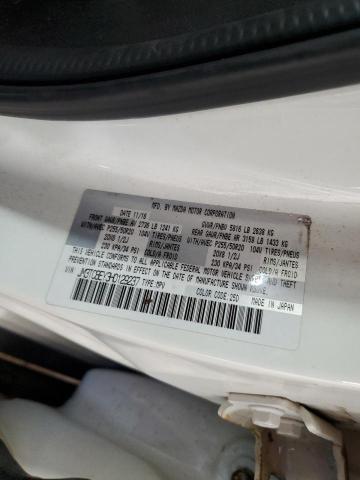 MFD. BY MAZDA MOTOR CORPORATION
DATE 11/16 GVWR/PNBV 5816 LB 2638 KG
FRONT GAWR/PNBE AV 2736 LB 1241 KG REAR GAWR/PNBE AR 3159 LB 1433 KG
WITH/AVEC P255/50R20 104V TIRES/PNEUS WITH/AVEC P255/50R20 104V TIRES/PNEUS
20X8 1/2J RIMS/JANTES 20X8 1/2J RIMS/JANTES
230 KPA/34 PSI COLD/A FROID 230 KPA/34 PSI COLD/A FROID
THIS VEHICLE CONFORMS TO ALL APPLICABLE FEDERAL MOTOR VEHICLE SAFETY, BUMPER, AND THEFT
PREVENTION STANDARDS IN EFFECT ON THE DATE OF MANUFACTURE SHOWN ABOVE.
TYPE:MPV COLOR CODE 25D MADE IN JAPAN